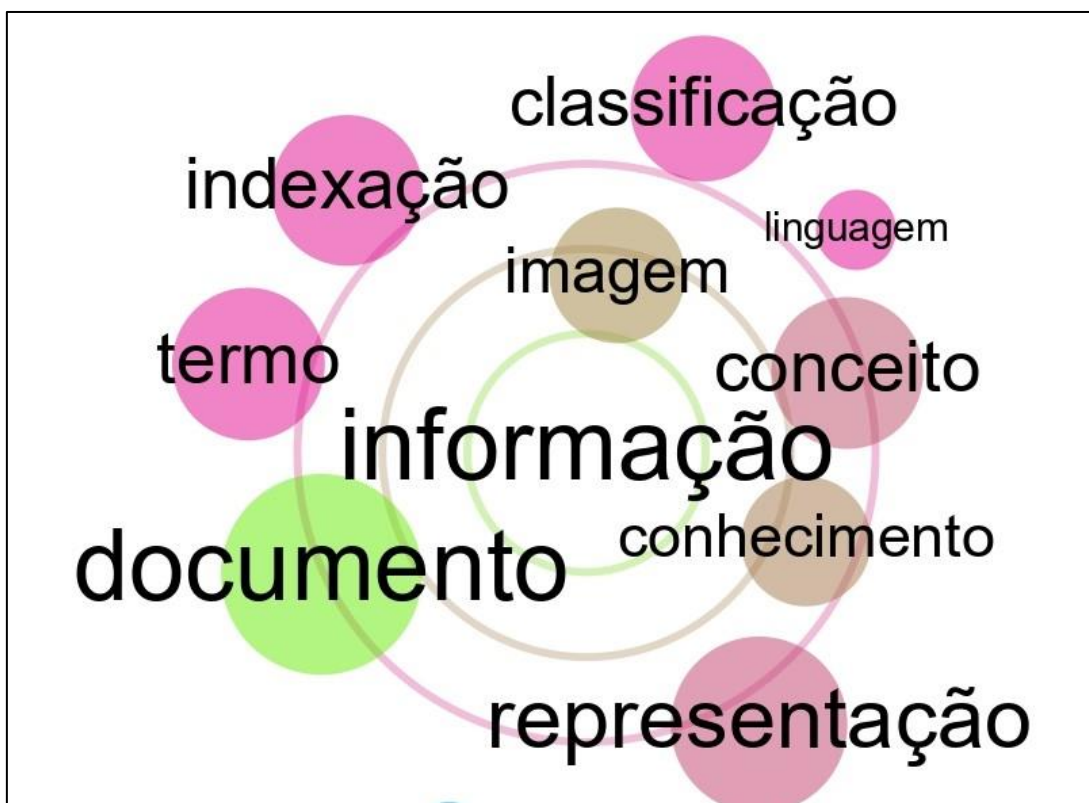 classificação
indexação
linguagem
imagem
termo
conceito
informação
conhecimento
documento
representação